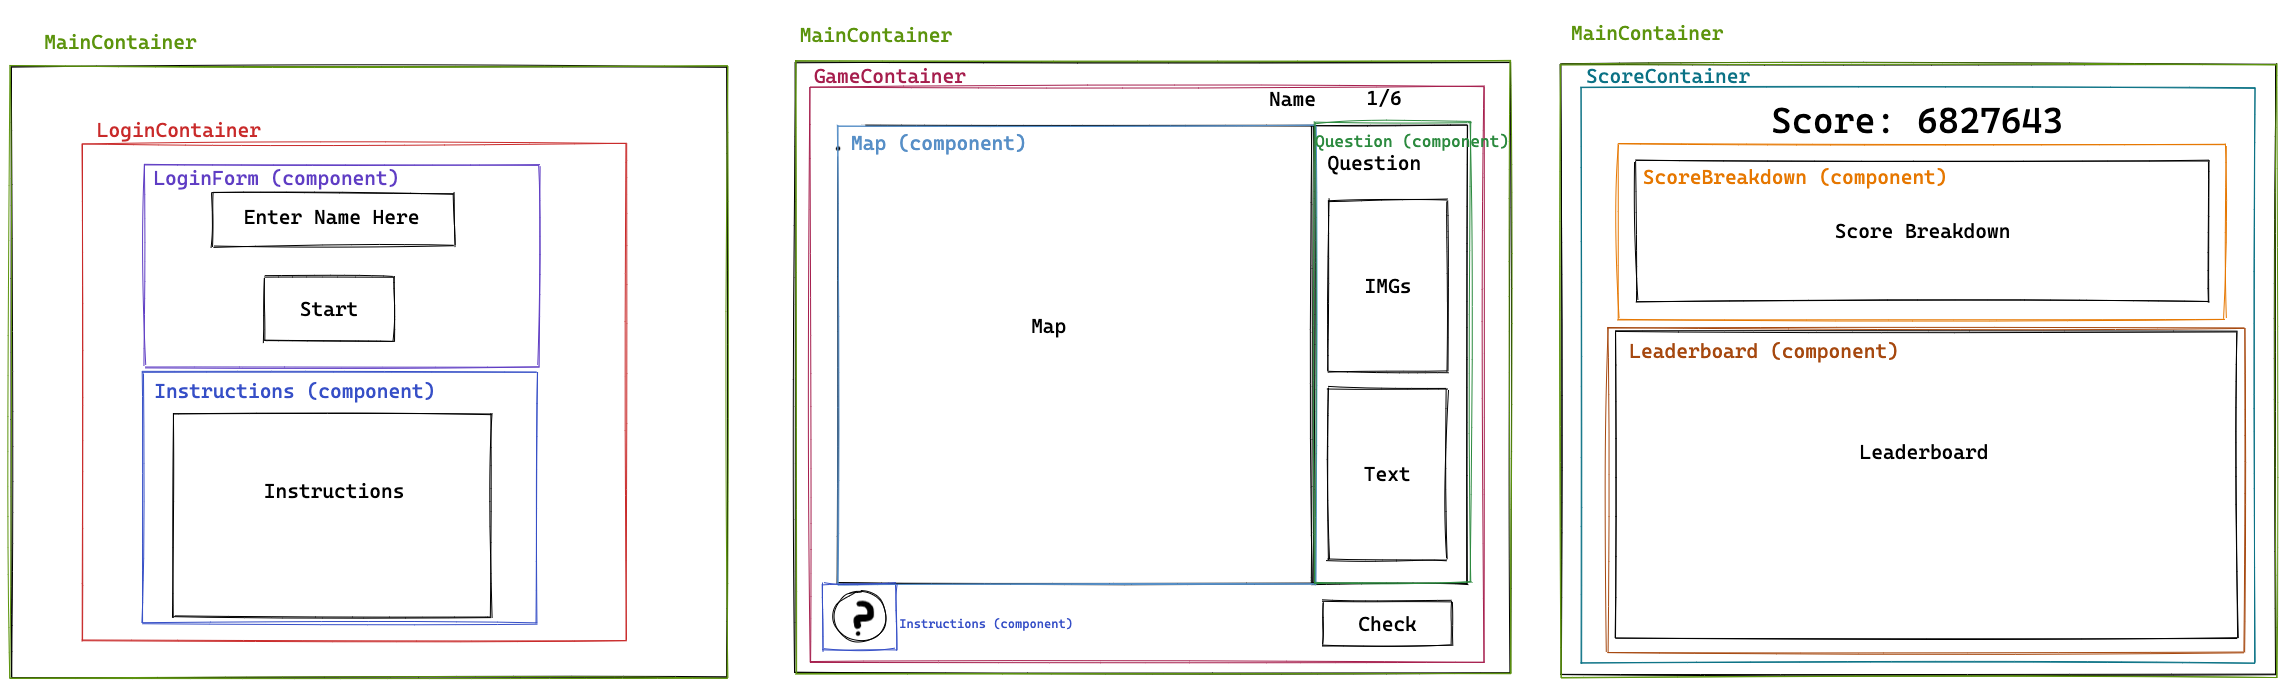 MainContainer
LoginContainer
LoginForm (component)
Enter Name Here
Start
Instructions (component)
Instructions
MainContainer
GameContainer
Name 1/6
Map (component)
Question (component)
Question
IMGs
Map
Text
?
Instructions (component)
Check
MainContainer
ScoreContainer
Score: 6827643
ScoreBreakdown (component)
Score Breakdown
Leaderboard (component)
Leaderboard